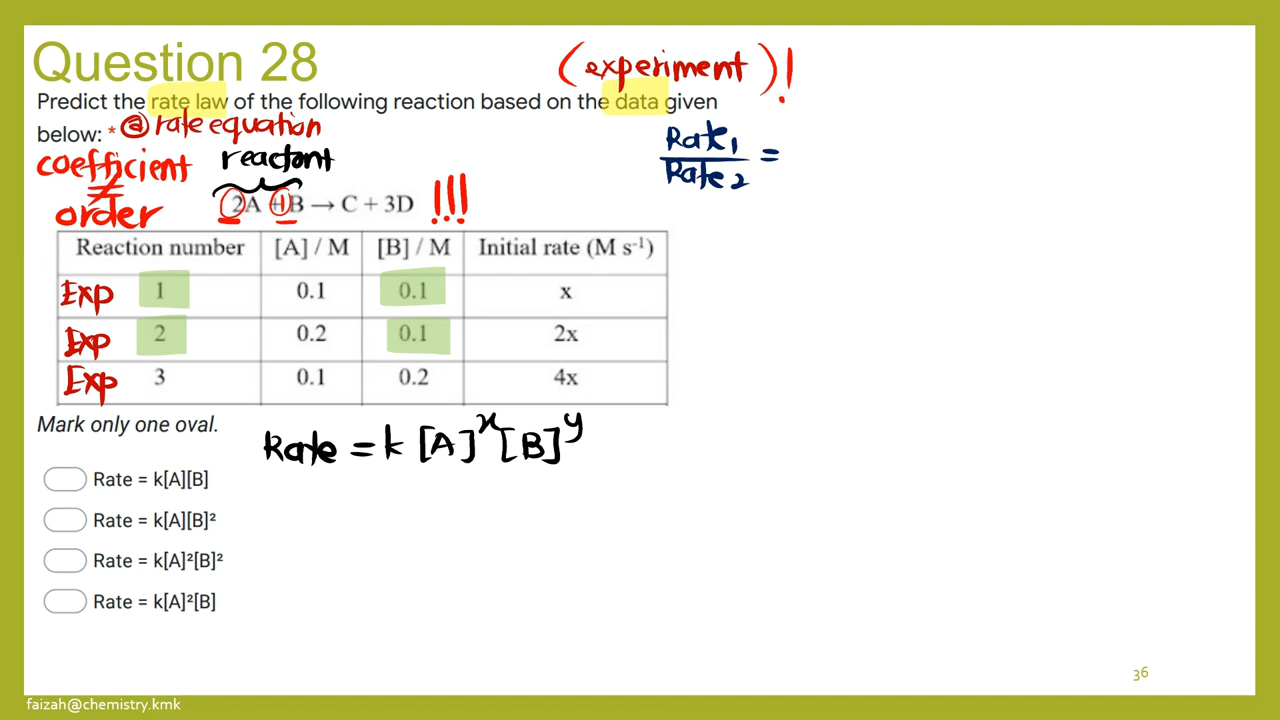 Question 28
(experiment)!
Predict the rate law of the following reaction based on the data given
below: * @ rate equation
Rate1
Rate2 =
coefficient
≠
order
reactant
2A + B → C + 3D !!!
Reaction number [A] / M [B] / M Initial rate (M s⁻¹)
Exp 1 0.1 0.1 x
Exp 2 0.2 0.1 2x
Exp 3 0.1 0.2 4x
Mark only one oval.
Rate = k [A]ˣ [B]ʸ
Rate = k[A][B]
Rate = k[A][B]²
Rate = k[A]²[B]²
Rate = k[A]²[B]
36
faizah@chemistry.kmk